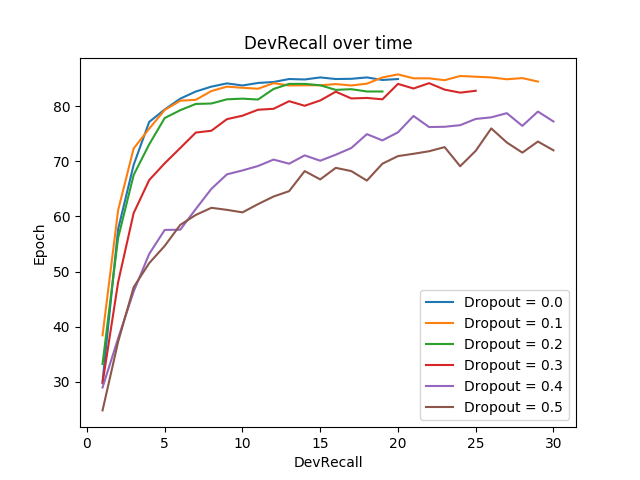 DevRecall over time
Epoch
80
70
60
50
40
30
0
5
10
15
20
25
30
DevRecall
Dropout = 0.0
Dropout = 0.1
Dropout = 0.2
Dropout = 0.3
Dropout = 0.4
Dropout = 0.5